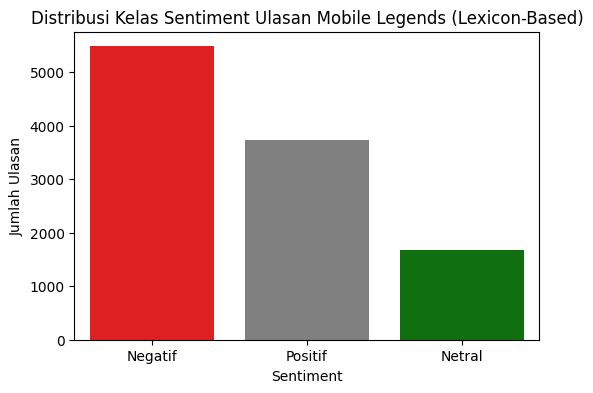 Distribusi Kelas Sentiment Ulasan Mobile Legends (Lexicon-Based)
Jumlah Ulasan
5000
4000
3000
2000
1000
0
Negatif Positif Netral
Sentiment